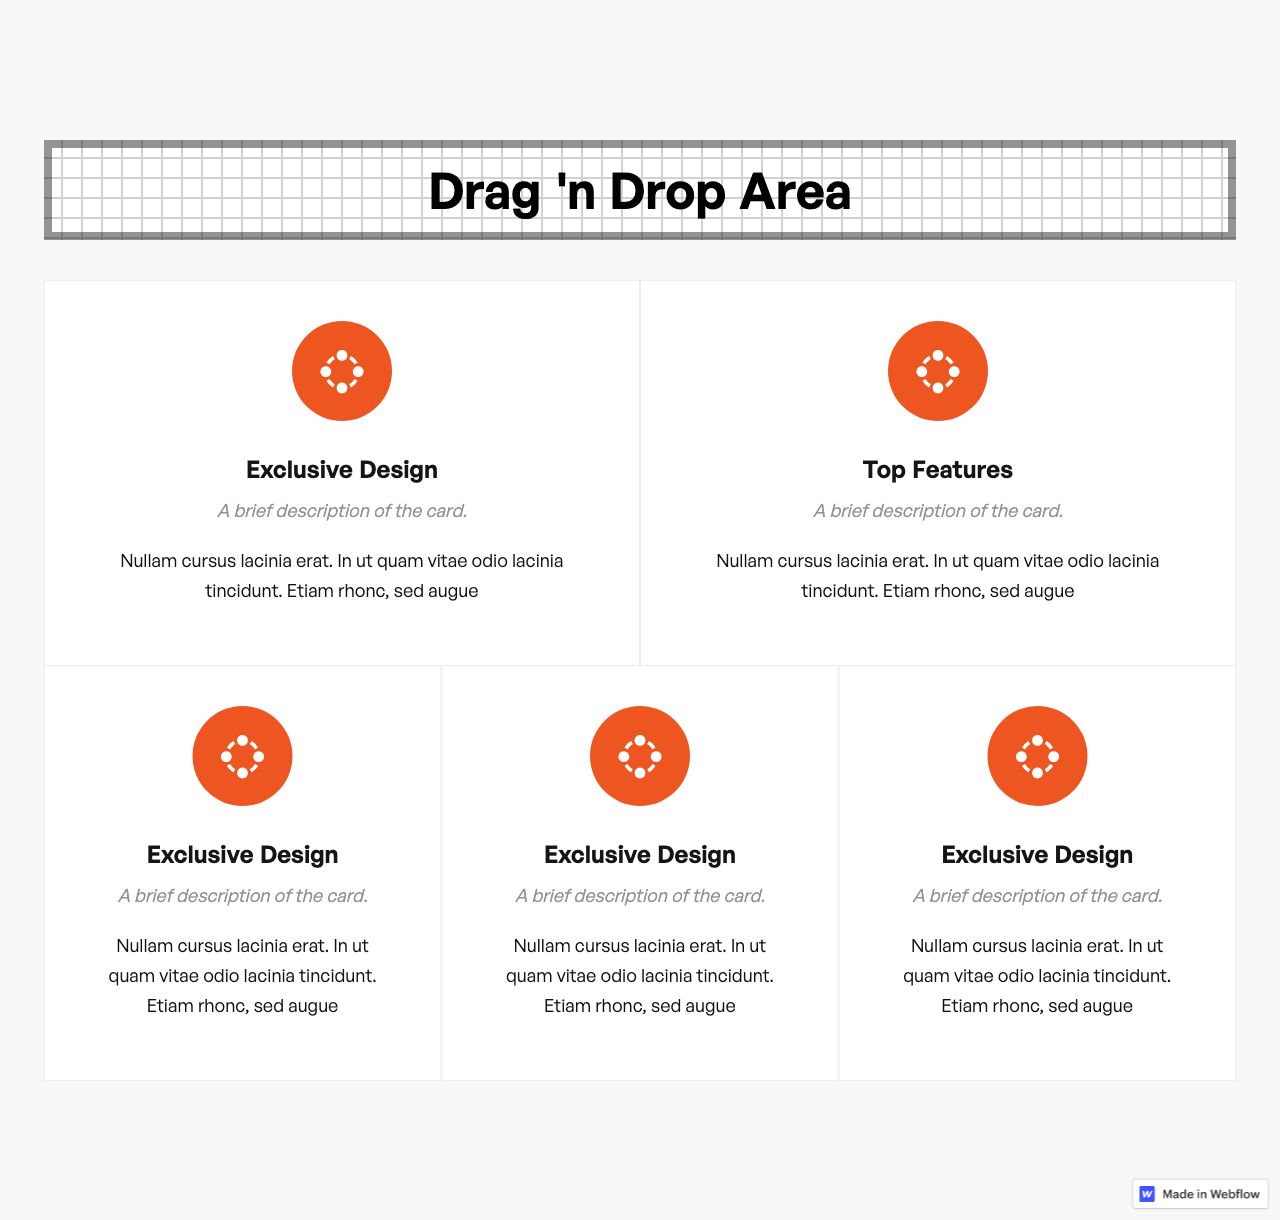 Drag 'n Drop Area
Exclusive Design
A brief description of the card.
Nullam cursus lacinia erat. In ut quam vitae odio lacinia
tincidunt. Etiam rhonc, sed augue
Top Features
A brief description of the card.
Nullam cursus lacinia erat. In ut quam vitae odio lacinia
tincidunt. Etiam rhonc, sed augue
Exclusive Design
A brief description of the card.
Nullam cursus lacinia erat. In ut
quam vitae odio lacinia tincidunt.
Etiam rhonc, sed augue
Exclusive Design
A brief description of the card.
Nullam cursus lacinia erat. In ut
quam vitae odio lacinia tincidunt.
Etiam rhonc, sed augue
Exclusive Design
A brief description of the card.
Nullam cursus lacinia erat. In ut
quam vitae odio lacinia tincidunt.
Etiam rhonc, sed augue
Made in Webflow